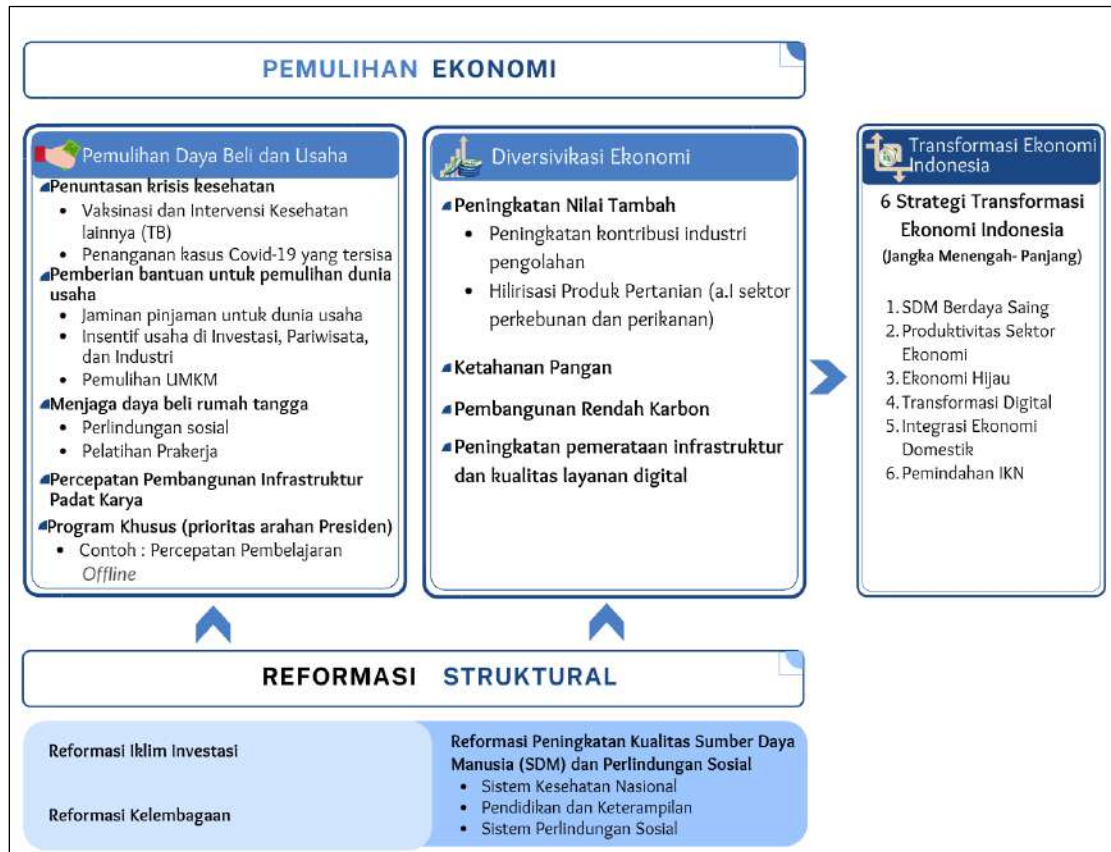 PEMULIHAN EKONOMI
Pemulihan Daya Beli dan Usaha
Penuntasan krisis kesehatan
• Vaksinasi dan Intervensi Kesehatan
lainnya (TB)
• Penanganan kasus Covid-19 yang tersisa
Pemberian bantuan untuk pemulihan dunia
usaha
• Jaminan pinjaman untuk dunia usaha
• Insentif usaha di Investasi, Pariwisata,
dan Industri
• Pemulihan UMKM
Menjaga daya beli rumah tangga
• Perlindungan sosial
• Pelatihan Prakerja
Percepatan Pembangunan Infrastruktur
Padat Karya
Program Khusus (prioritas arahan Presiden)
• Contoh : Percepatan Pembelajaran
Offline
Diversivikasi Ekonomi
Peningkatan Nilai Tambah
• Peningkatan kontribusi industri
pengolahan
• Hilirisasi Produk Pertanian (a.l sektor
perkebunan dan perikanan)
Ketahanan Pangan
Pembangunan Rendah Karbon
Peningkatan pemerataan infrastruktur
dan kualitas layanan digital
Transformasi Ekonomi
Indonesia
6 Strategi Transformasi
Ekonomi Indonesia
(Jangka Menengah- Panjang)
1. SDM Berdaya Saing
2. Produktivitas Sektor
Ekonomi
3. Ekonomi Hijau
4. Transformasi Digital
5. Integrasi Ekonomi
Domestik
6. Pemindahan IKN
REFORMASI STRUKTURAL
Reformasi Iklim Investasi
Reformasi Kelembagaan
Reformasi Peningkatan Kualitas Sumber Daya
Manusia (SDM) dan Perlindungan Sosial
• Sistem Kesehatan Nasional
• Pendidikan dan Keterampilan
• Sistem Perlindungan Sosial